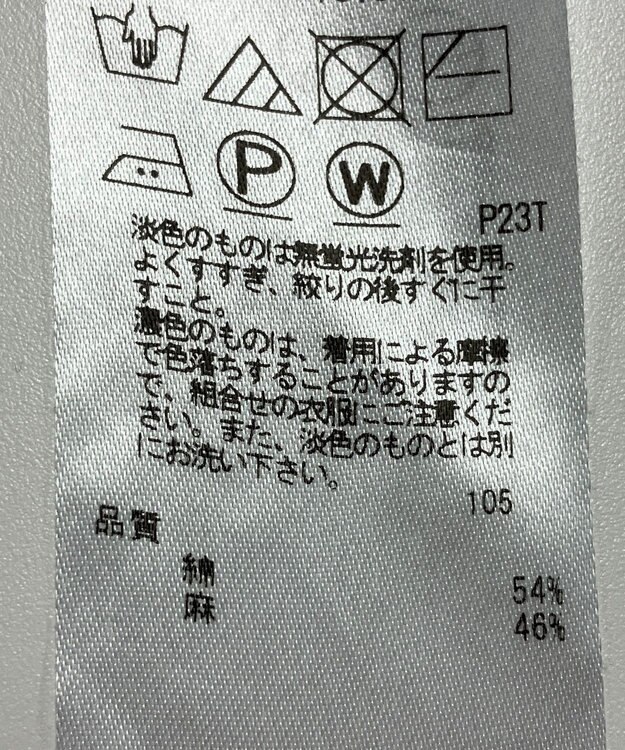 P
W
P23T
淡色のものは無蛍光洗剤を使用。
よくすすぎ、絞りの後すぐに干
すこと。
濃色のものは、着用による摩擦
で色落ちすることがありますの
で、組合せの衣服にご注意くだ
さい。また、淡色のものとは別
にお洗い下さい。
105
品質
綿 54%
麻 46%